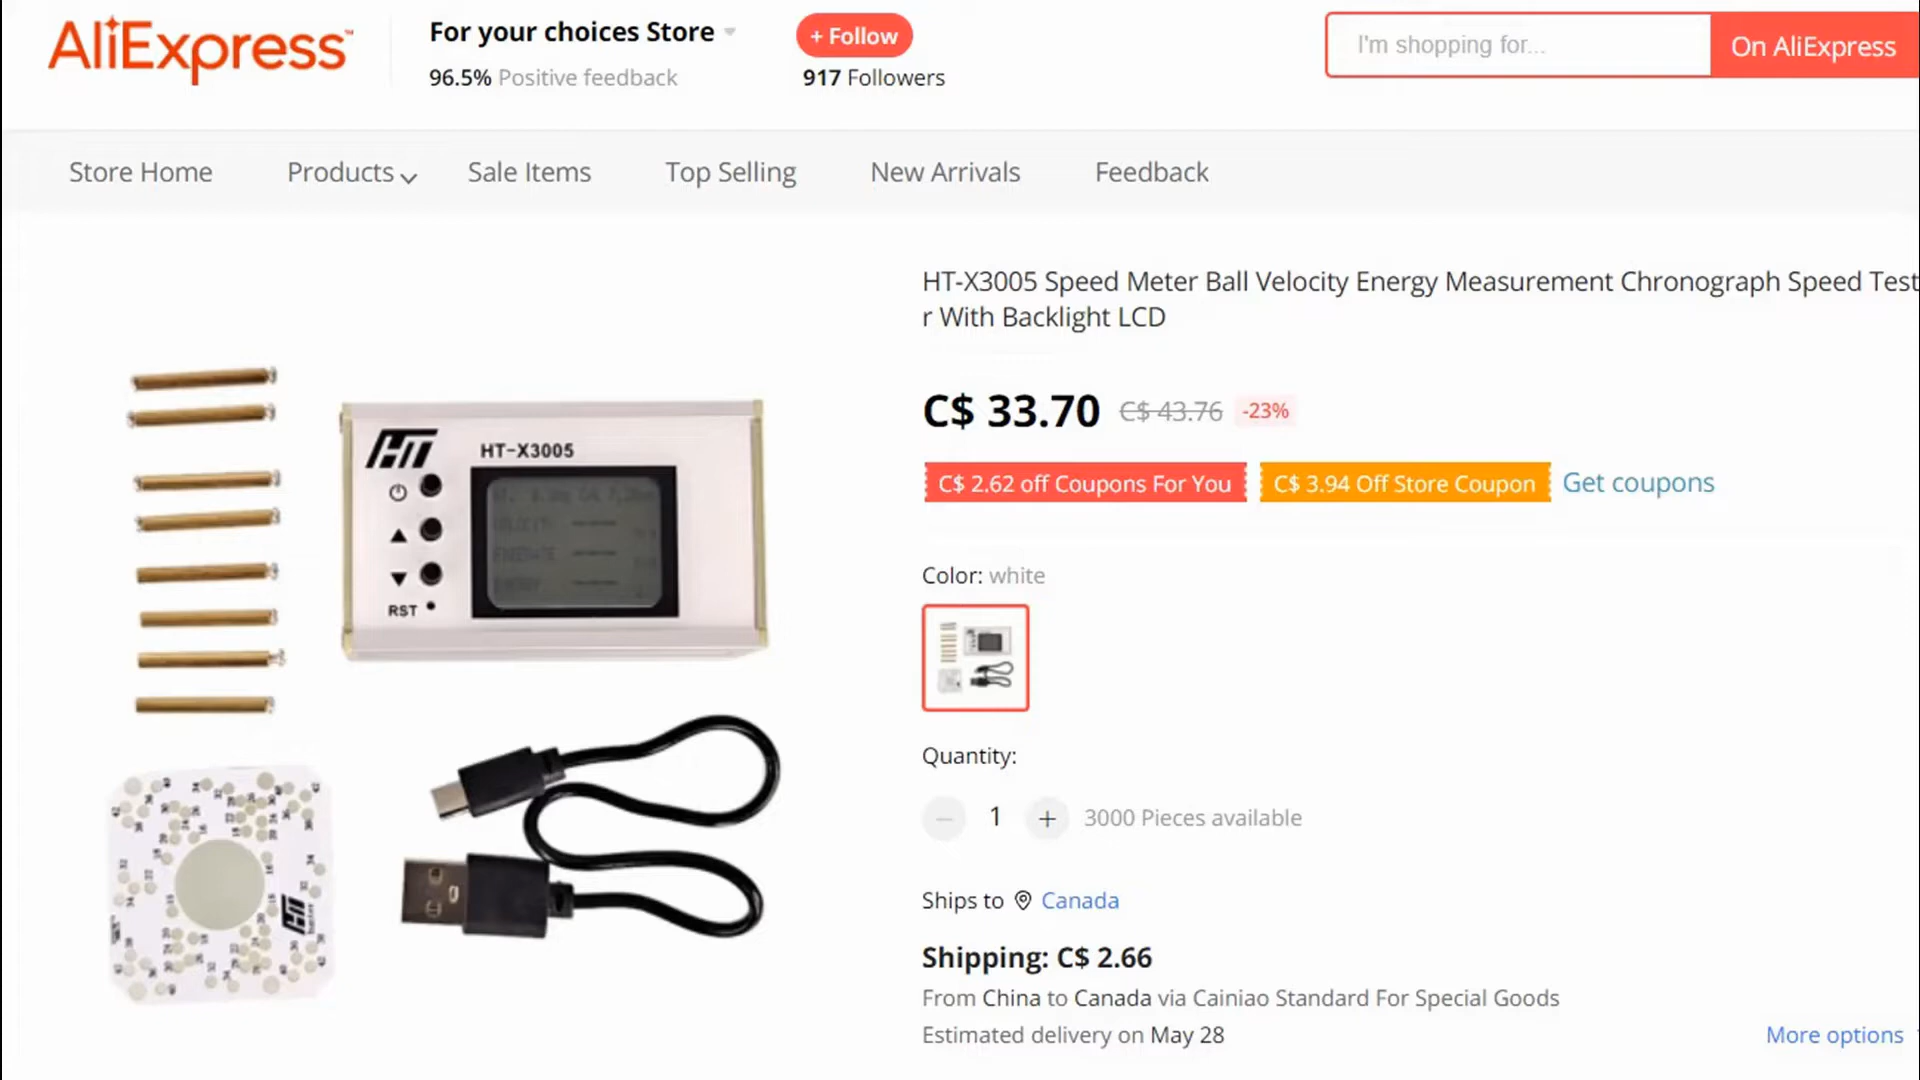 AliExpress™
For your choices Store
+ Follow
96.5% Positive feedback
917 Followers
I'm shopping for...
On AliExpress
Store Home
Products
Sale Items
Top Selling
New Arrivals
Feedback
HT-X3005 Speed Meter Ball Velocity Energy Measurement Chronograph Speed Test
r With Backlight LCD
C$ 33.70
C$ 43.76
-23%
C$ 2.62 off Coupons For You
C$ 3.94 Off Store Coupon
Get coupons
Color: white
Quantity:
1
3000 Pieces available
Ships to Canada
Shipping: C$ 2.66
From China to Canada via Cainiao Standard For Special Goods
Estimated delivery on May 28
More options
HT
HT-X3005
RST
HT